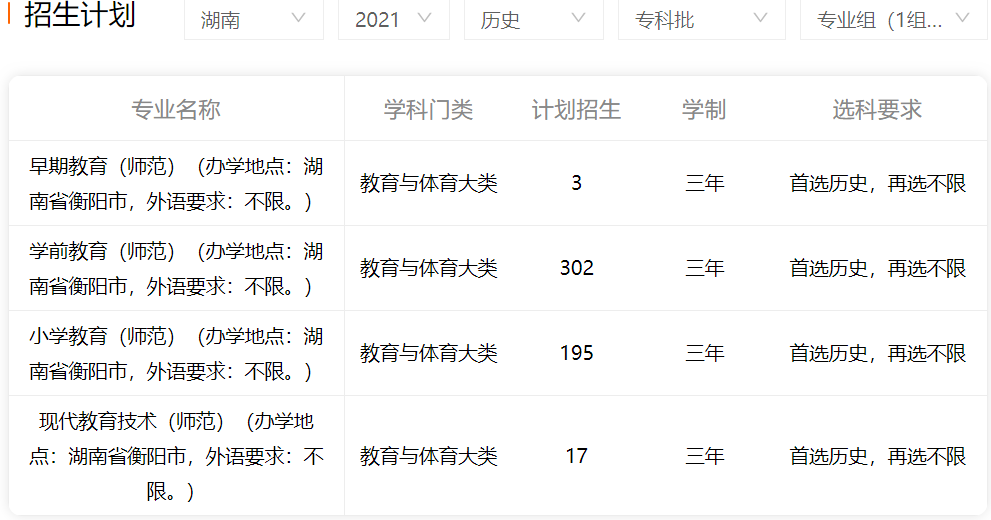 招生计划
湖南
2021
历史
专科批
专业组（1组...
专业名称
学科门类
计划招生
学制
选科要求
早期教育（师范）（办学地点：湖
南省衡阳市，外语要求：不限。）
教育与体育大类
3
三年
首选历史，再选不限
学前教育（师范）（办学地点：湖
南省衡阳市，外语要求：不限。）
教育与体育大类
302
三年
首选历史，再选不限
小学教育（师范）（办学地点：湖
南省衡阳市，外语要求：不限。）
教育与体育大类
195
三年
首选历史，再选不限
现代教育技术（师范）（办学地
点：湖南省衡阳市，外语要求：不
限。）
教育与体育大类
17
三年
首选历史，再选不限